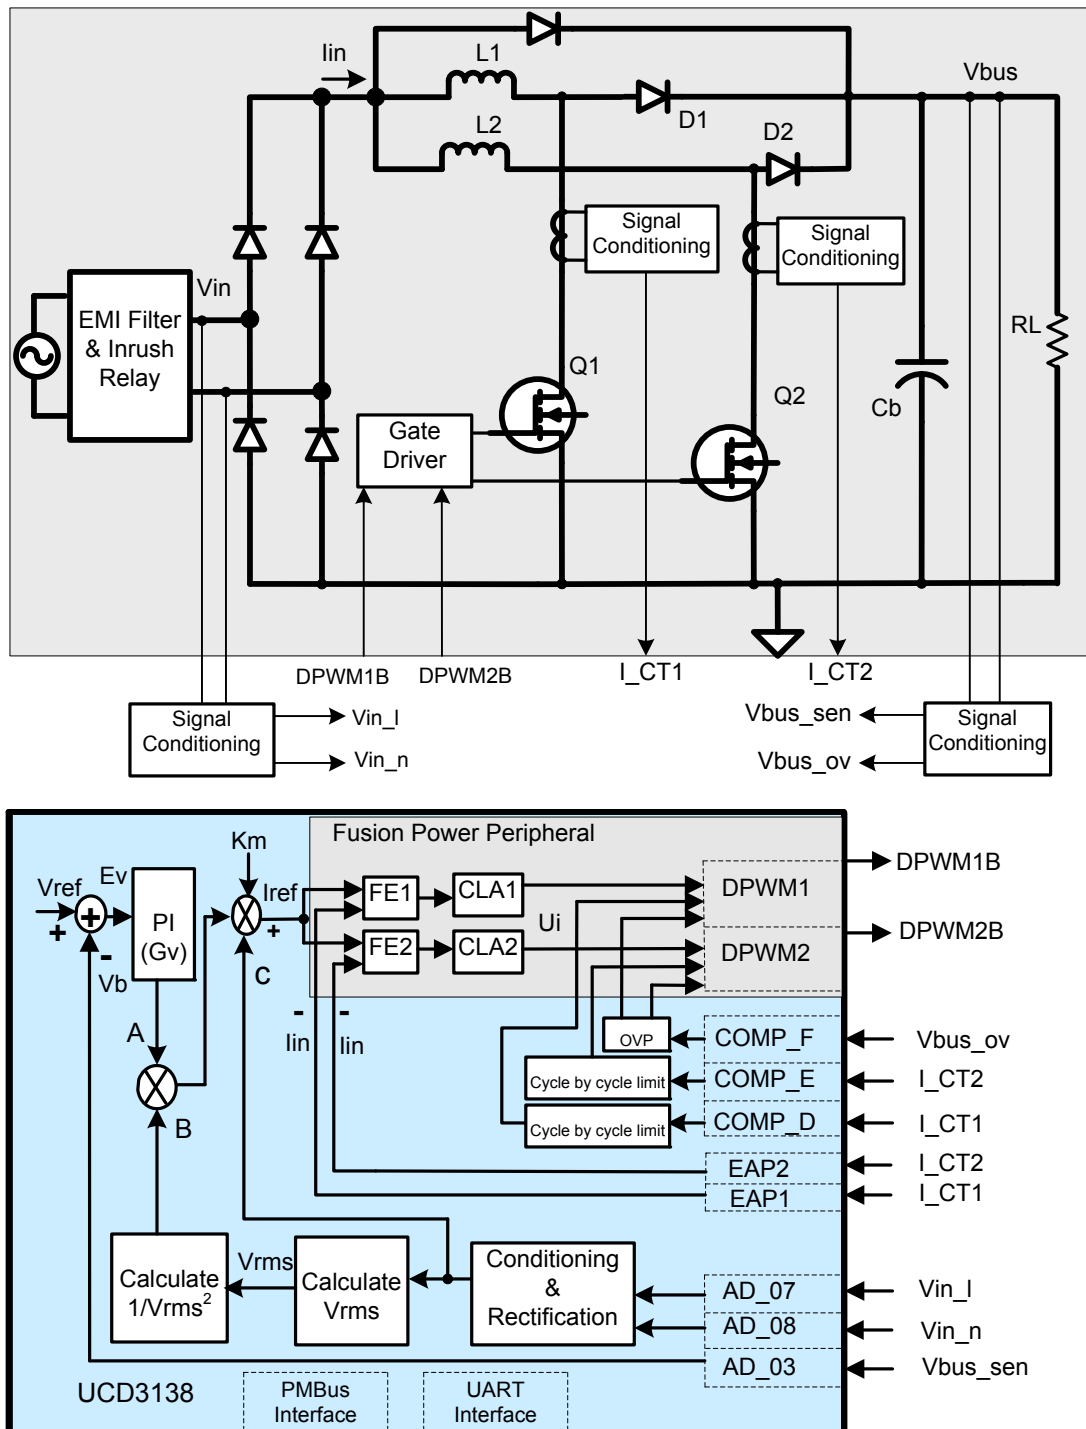 Iin
L1
Vbus
L2
D1
D2
Signal
Conditioning
Signal
Conditioning
Vin
EMI Filter
& Inrush
Relay
RL
Q1
Q2
Cb
Gate
Driver
DPWM1B
DPWM2B
I_CT1
I_CT2
Signal
Conditioning
Vin_l
Vin_n
Vbus_sen
Vbus_ov
Signal
Conditioning
Fusion Power Peripheral
Km
Ev
Vref
+
+
-
Vb
PI
(Gv)
Iref
+
C
FE1
CLA1
FE2
CLA2
Ui
DPWM1
DPWM2
DPWM1B
DPWM2B
-
-
Iin
Iin
A
B
OVP
COMP_F
Vbus_ov
Cycle by cycle limit
COMP_E
I_CT2
Cycle by cycle limit
COMP_D
I_CT1
EAP2
I_CT2
EAP1
I_CT1
Calculate
1/Vrms²
Vrms
Calculate
Vrms
Conditioning
&
Rectification
AD_07
Vin_l
AD_08
Vin_n
AD_03
Vbus_sen
UCD3138
PMBus
Interface
UART
Interface